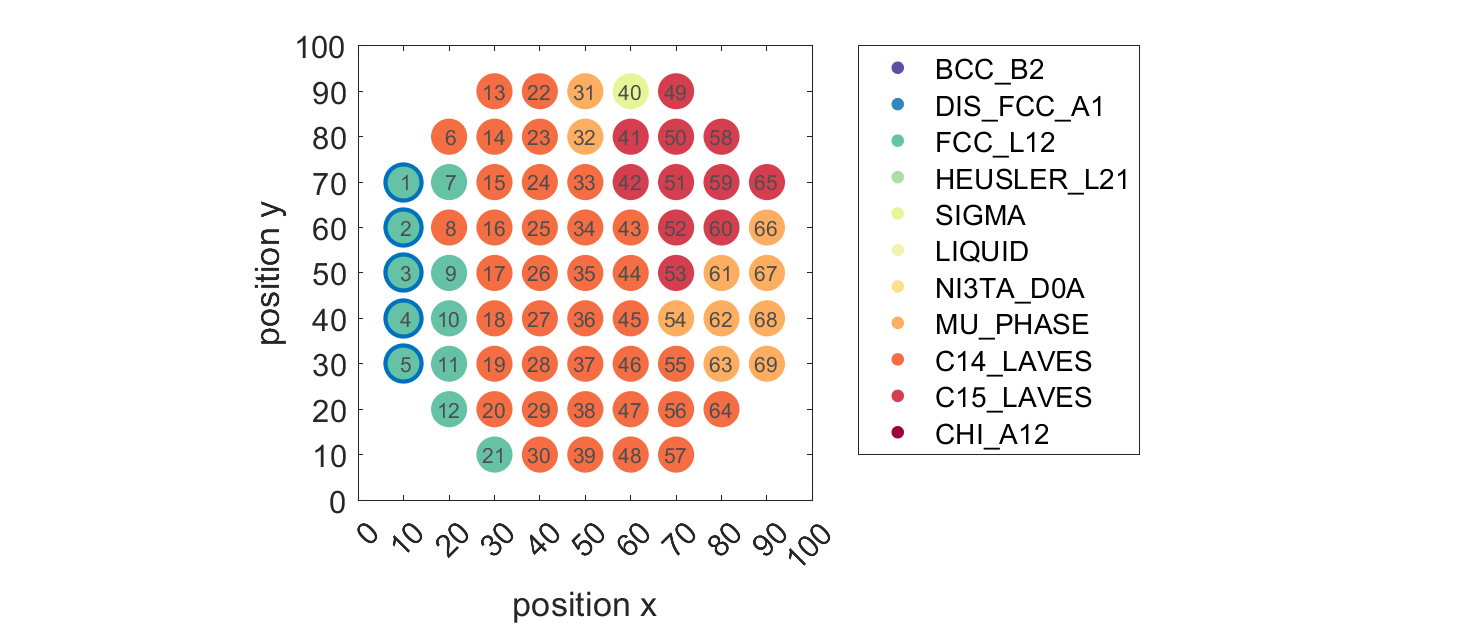 100
90
80
70
60
50
40
30
20
10
0
position y
13 22 31 40 49
6 14 23 32 41 50 58
1 7 15 24 33 42 51 59 65
2 8 16 25 34 43 52 60 66
3 9 17 26 35 44 53 61 67
4 10 18 27 36 45 54 62 68
5 11 19 28 37 46 55 63 69
12 20 29 38 47 56 64
21 30 39 48 57
0 10 20 30 40 50 60 70 80 90 100
position x
BCC_B2
DIS_FCC_A1
FCC_L12
HEUSLER_L21
SIGMA
LIQUID
NI3TA_D0A
MU_PHASE
C14_LAVES
C15_LAVES
CHI_A12